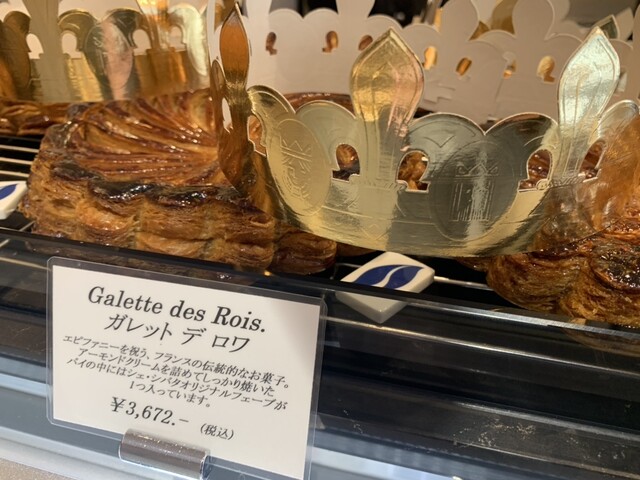 Galette des Rois.
ガレット デ ロワ
エピファニーを祝う、フランスの伝統的なお菓子。
アーモンドクリームを詰めてしっかり焼いた
パイの中にはシェ・シバタオリジナルフェーブが
1つ入っています。
¥3,672.- (税込)